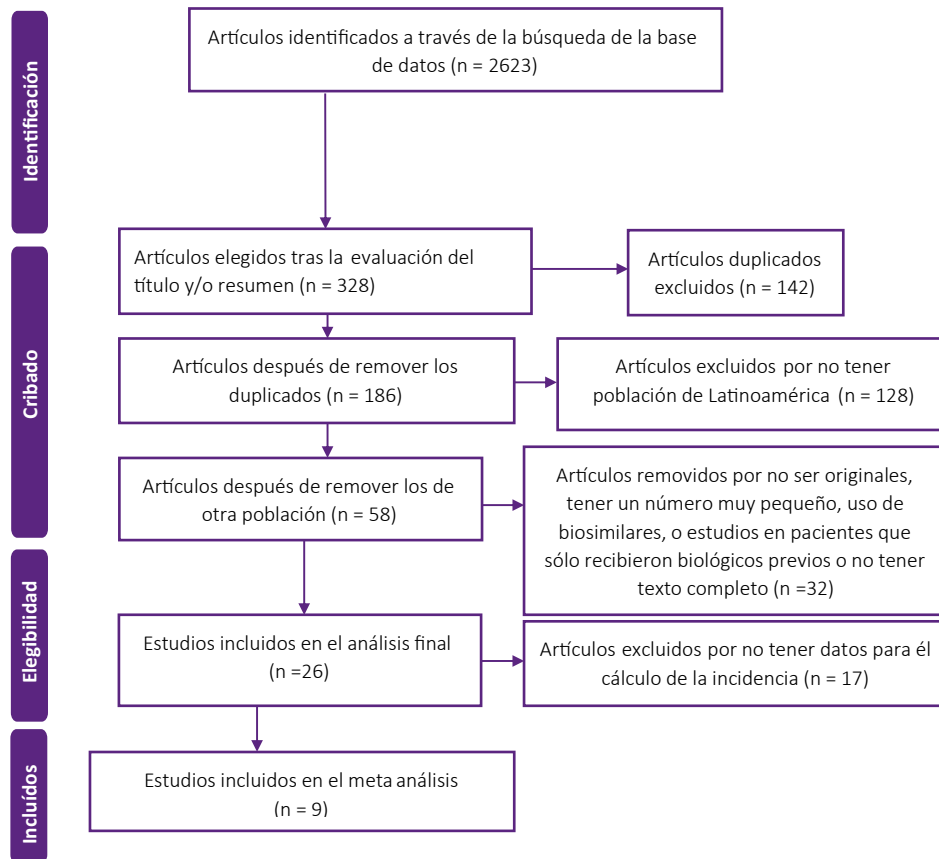 Identificación
Artículos identificados a través de la búsqueda de la base
de datos (n = 2623)
Cribado
Artículos elegidos tras la evaluación del
título y/o resumen (n = 328)
Artículos duplicados
excluidos (n = 142)
Artículos después de remover los
duplicados (n = 186)
Artículos excluidos por no tener
población de Latinoamérica (n = 128)
Artículos después de remover los de
otra población (n = 58)
Artículos removidos por no ser originales,
tener un número muy pequeño, uso de
biosimilares, o estudios en pacientes que
sólo recibieron biológicos previos o no tener
texto completo (n =32)
Elegibilidad
Estudios incluidos en el análisis final
(n =26)
Artículos excluidos por no tener datos para él
cálculo de la incidencia (n = 17)
Incluídos
Estudios incluidos en el meta análisis
(n = 9)